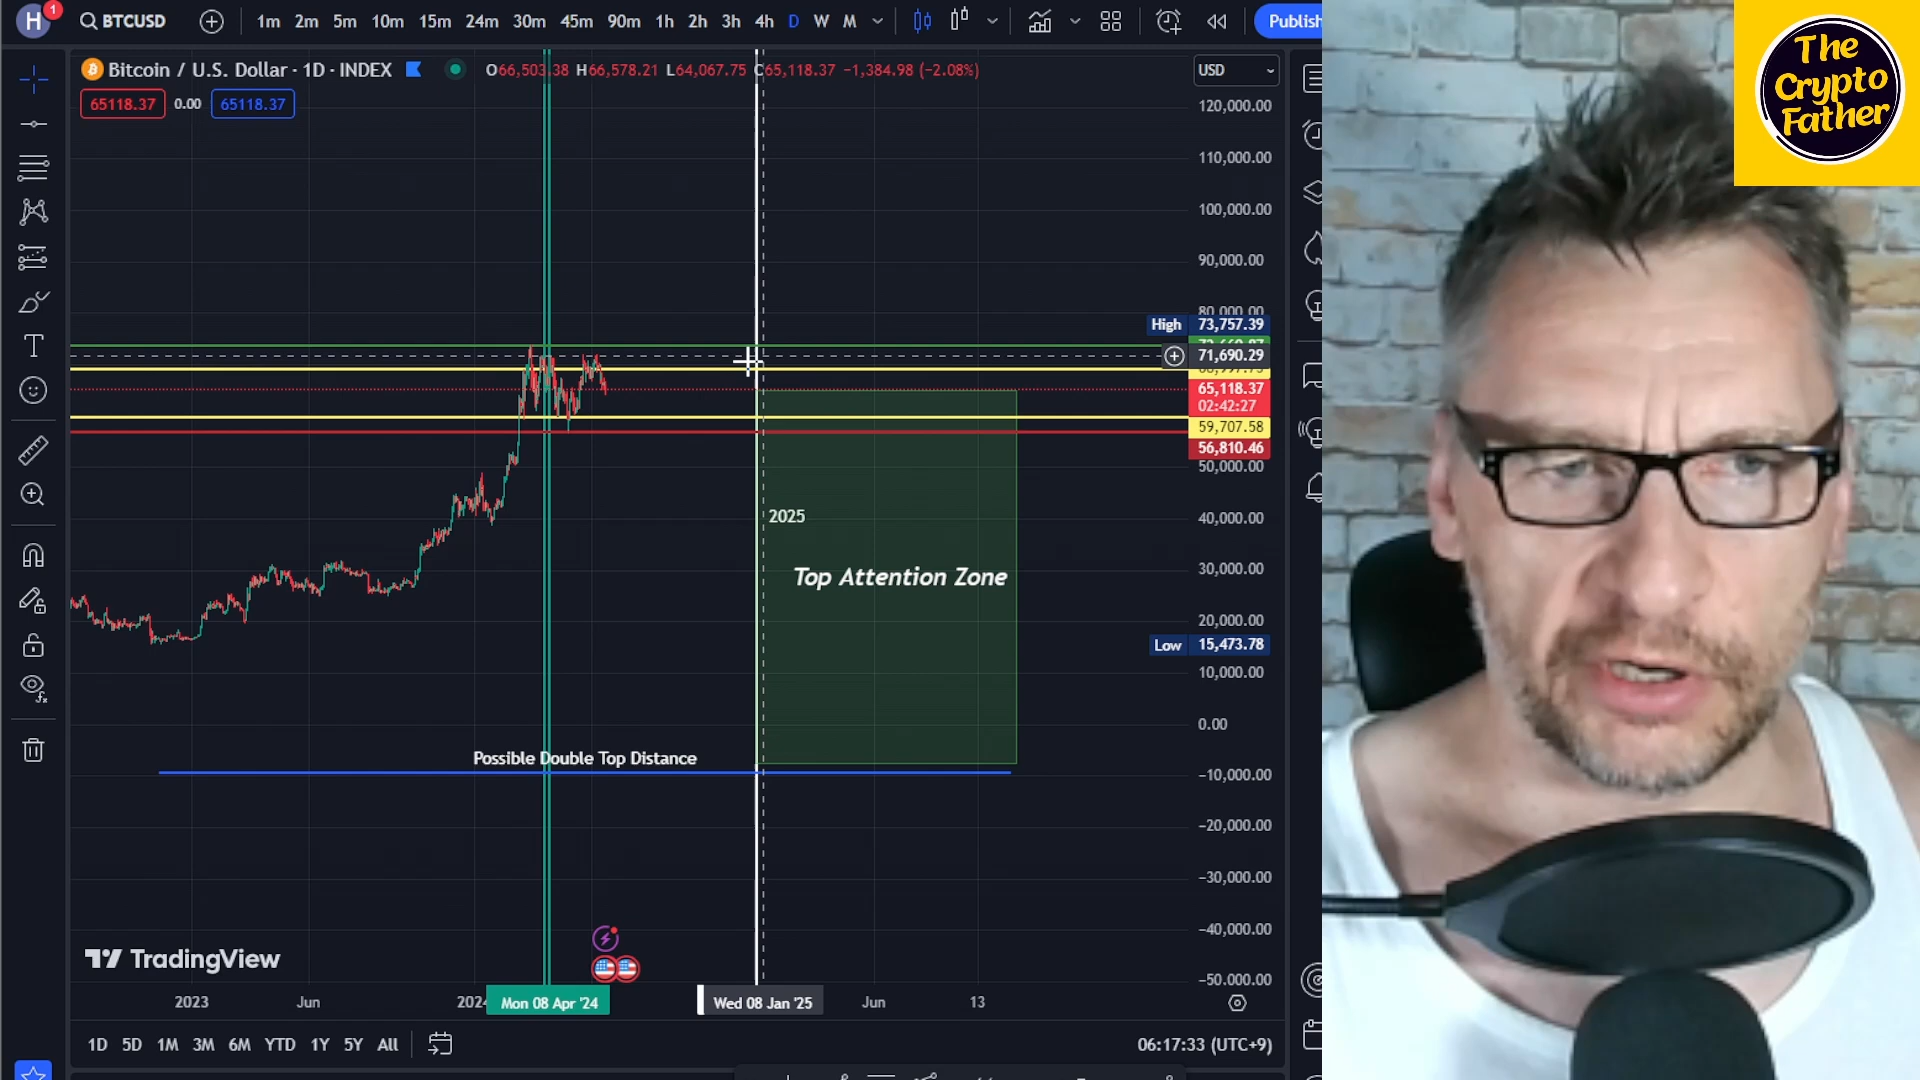 H 1 BTCUSD 1m 2m 5m 10m 15m 24m 30m 45m 90m 1h 2h 3h 4h D W M Publish
The
Crypto
Father
Bitcoin / U.S. Dollar · 1D · INDEX O66,503.38 H66,578.21 L64,067.75 C65,118.37 −1,384.98 (−2.08%) USD
65118.37 0.00 65118.37
120,000.00
110,000.00
100,000.00
90,000.00
80,000.00
High 73,757.39
71,690.29
65,118.37
02:42:27
59,707.58
56,810.46
50,000.00
40,000.00
2025
30,000.00
Top Attention Zone
20,000.00
Low 15,473.78
10,000.00
0.00
Possible Double Top Distance
−10,000.00
−20,000.00
−30,000.00
−40,000.00
TradingView
−50,000.00
2023 Jun 2024 Mon 08 Apr '24 Wed 08 Jan '25 Jun 13
1D 5D 1M 3M 6M YTD 1Y 5Y All 06:17:33 (UTC+9)